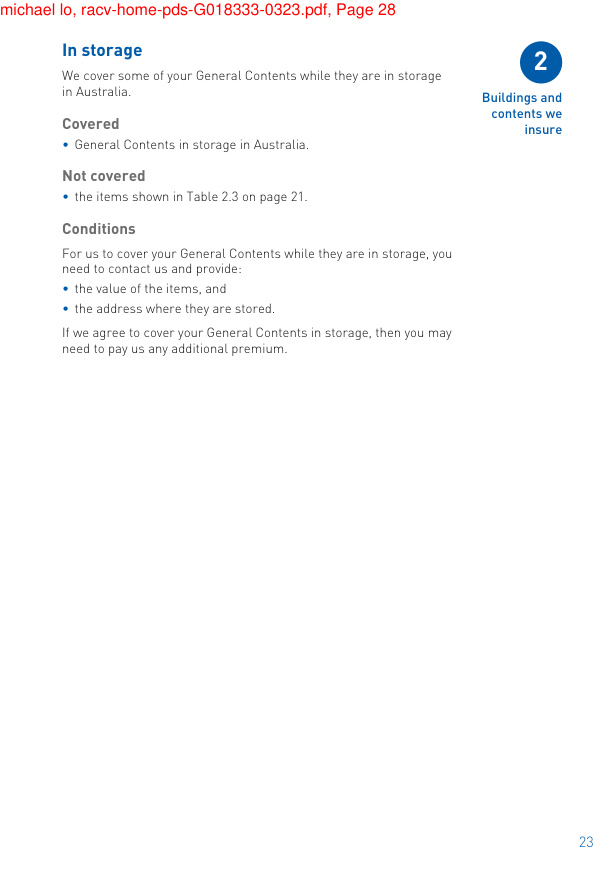 michael lo, racv-home-pds-G018333-0323.pdf, Page 28
In storage
We cover some of your General Contents while they are in storage
in Australia.
Covered
• General Contents in storage in Australia.
Not covered
• the items shown in Table 2.3 on page 21.
Conditions
For us to cover your General Contents while they are in storage, you
need to contact us and provide:
• the value of the items, and
• the address where they are stored.
If we agree to cover your General Contents in storage, then you may
need to pay us any additional premium.
2
Buildings and
contents we
insure
23